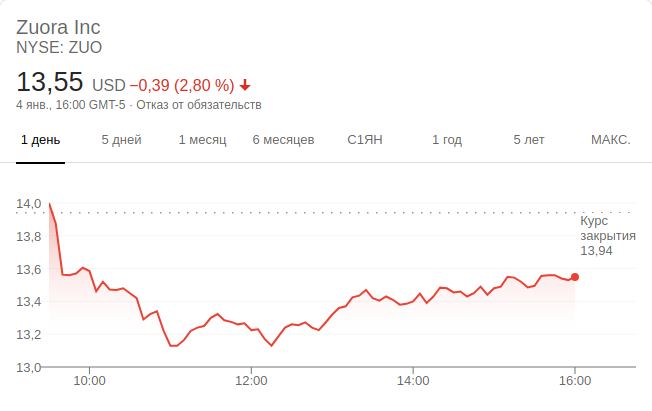 Zuora Inc
NYSE: ZUO
13,55 USD −0,39 (2,80 %)
4 янв., 16:00 GMT-5 · Отказ от обязательств
1 день 5 дней 1 месяц 6 месяцев С1ЯН 1 год 5 лет МАКС.
14,0
13,8
13,6
13,4
13,2
13,0
Курс
закрытия
13,94
10:00 12:00 14:00 16:00